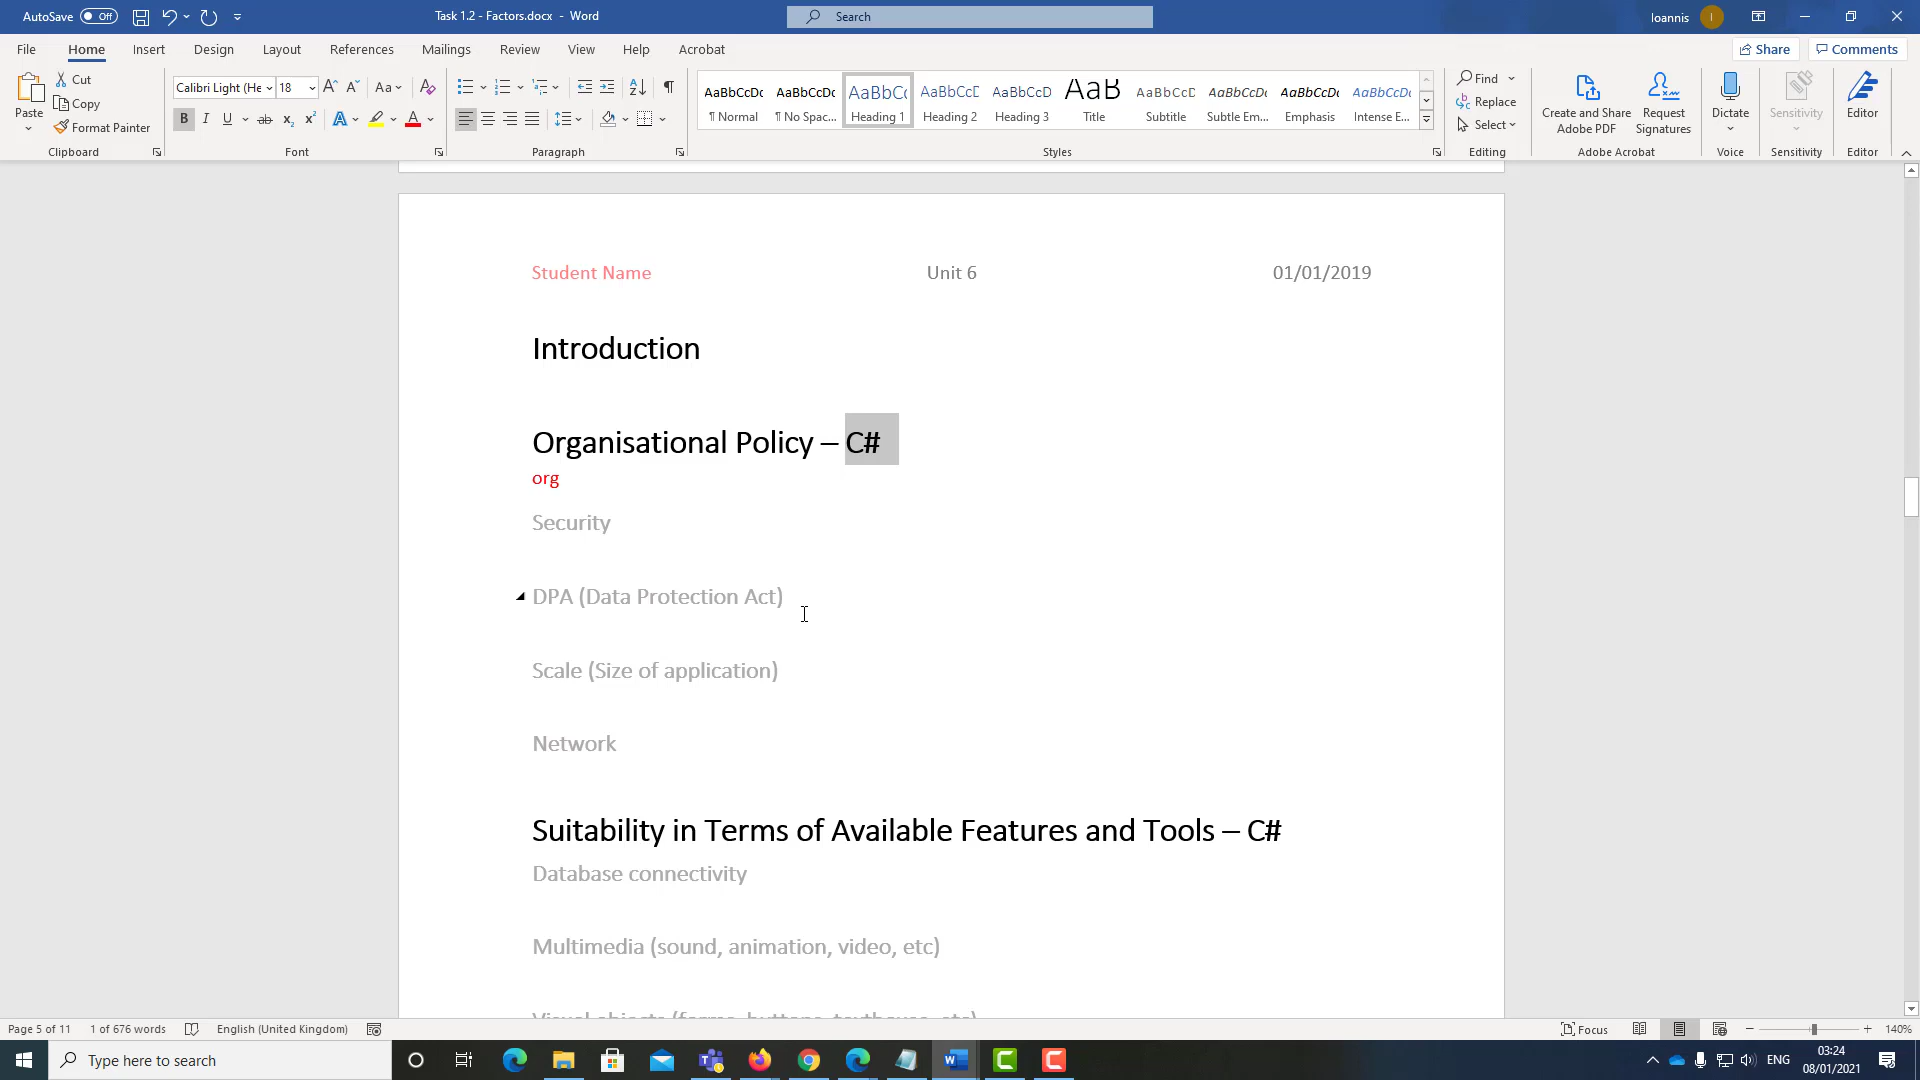 AutoSave Off
Task 1.2 - Factors.docx - Word
Search
Ioannis I
File Home Insert Design Layout References Mailings Review View Help Acrobat
Share Comments
Paste
Cut
Copy
Format Painter
Clipboard
Calibri Light (He 18
Font
Paragraph
AaBbCcDc AaBbCcDc AaBbCc AaBbCcD AaBbCcD AaB AaBbCcD AaBbCcDc AaBbCcDc AaBbCcDc
¶ Normal ¶ No Spac... Heading 1 Heading 2 Heading 3 Title Subtitle Subtle Em... Emphasis Intense E...
Styles
Find
Replace
Select
Editing
Create and Share Adobe PDF
Request Signatures
Adobe Acrobat
Dictate
Voice
Sensitivity
Sensitivity
Editor
Editor
Student Name Unit 6 01/01/2019
Introduction
Organisational Policy – C#
org
Security
DPA (Data Protection Act)
Scale (Size of application)
Network
Suitability in Terms of Available Features and Tools – C#
Database connectivity
Multimedia (sound, animation, video, etc)
Visual objects (forms, buttons, textboxes, etc)
Page 5 of 11 1 of 676 words English (United Kingdom) Focus 140%
Type here to search
ENG
03:24
08/01/2021